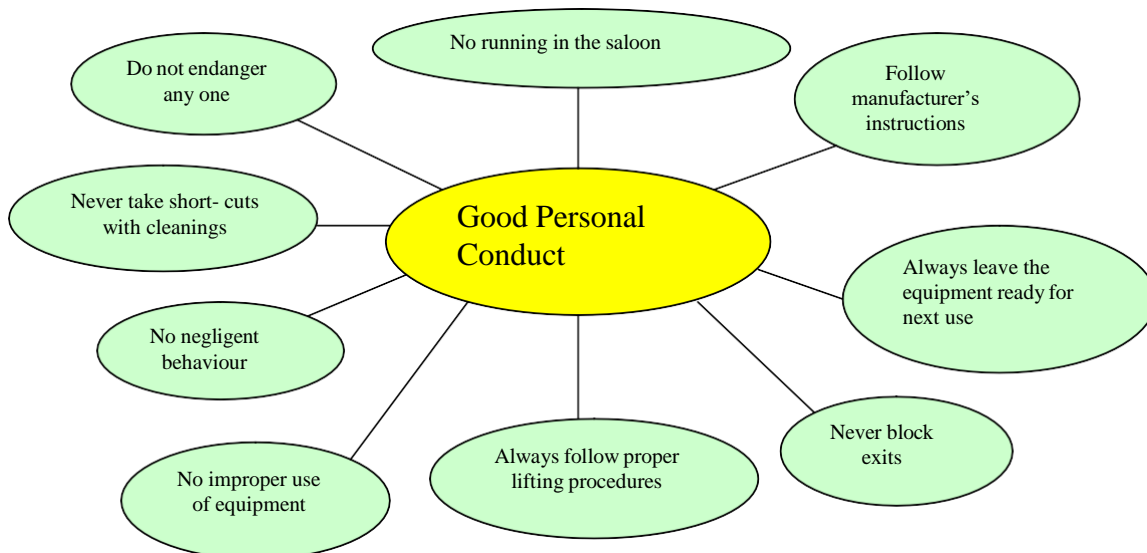 No running in the saloon
Do not endanger
any one
Follow
manufacturer’s
instructions
Never take short- cuts
with cleanings
Good Personal
Conduct
Always leave the
equipment ready for
next use
No negligent
behaviour
Never block
exits
Always follow proper
lifting procedures
No improper use
of equipment